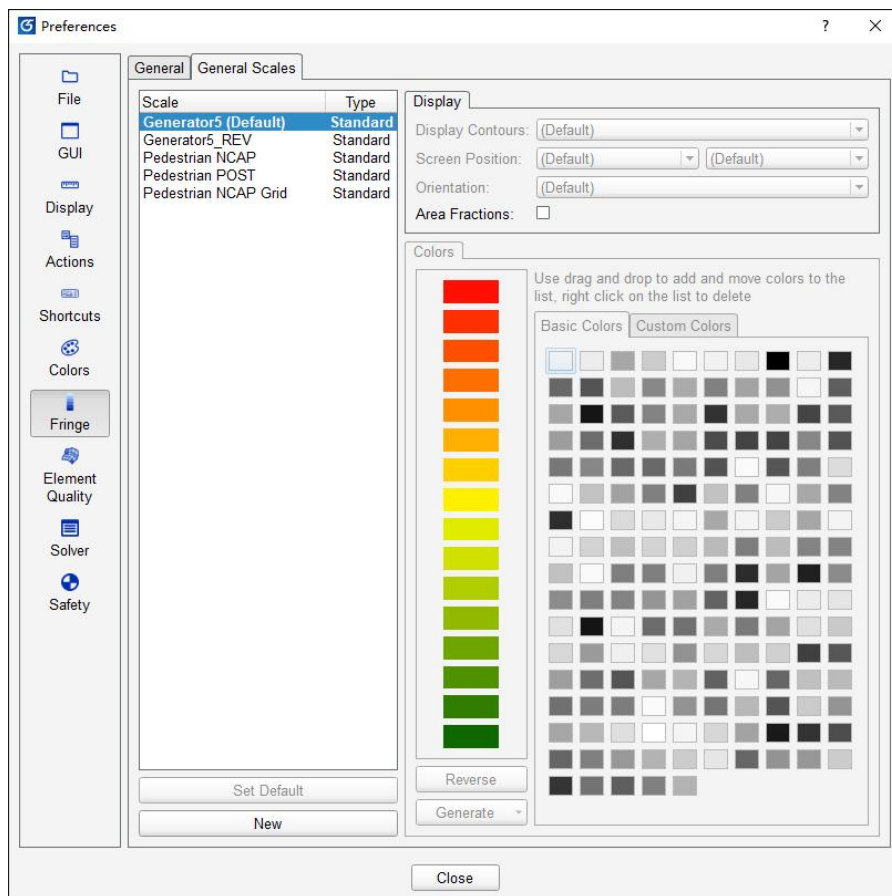 Preferences
?
General
General Scales
File
GUI
Display
Actions
Shortcuts
Colors
Fringe
Element
Quality
Solver
Safety
Scale Type
Generator5 (Default) Standard
Generator5_REV Standard
Pedestrian NCAP Standard
Pedestrian POST Standard
Pedestrian NCAP Grid Standard
Set Default
New
Display
Display Contours: (Default)
Screen Position: (Default) (Default)
Orientation: (Default)
Area Fractions:
Colors
Use drag and drop to add and move colors to the
list, right click on the list to delete
Basic Colors Custom Colors
Reverse
Generate
Close